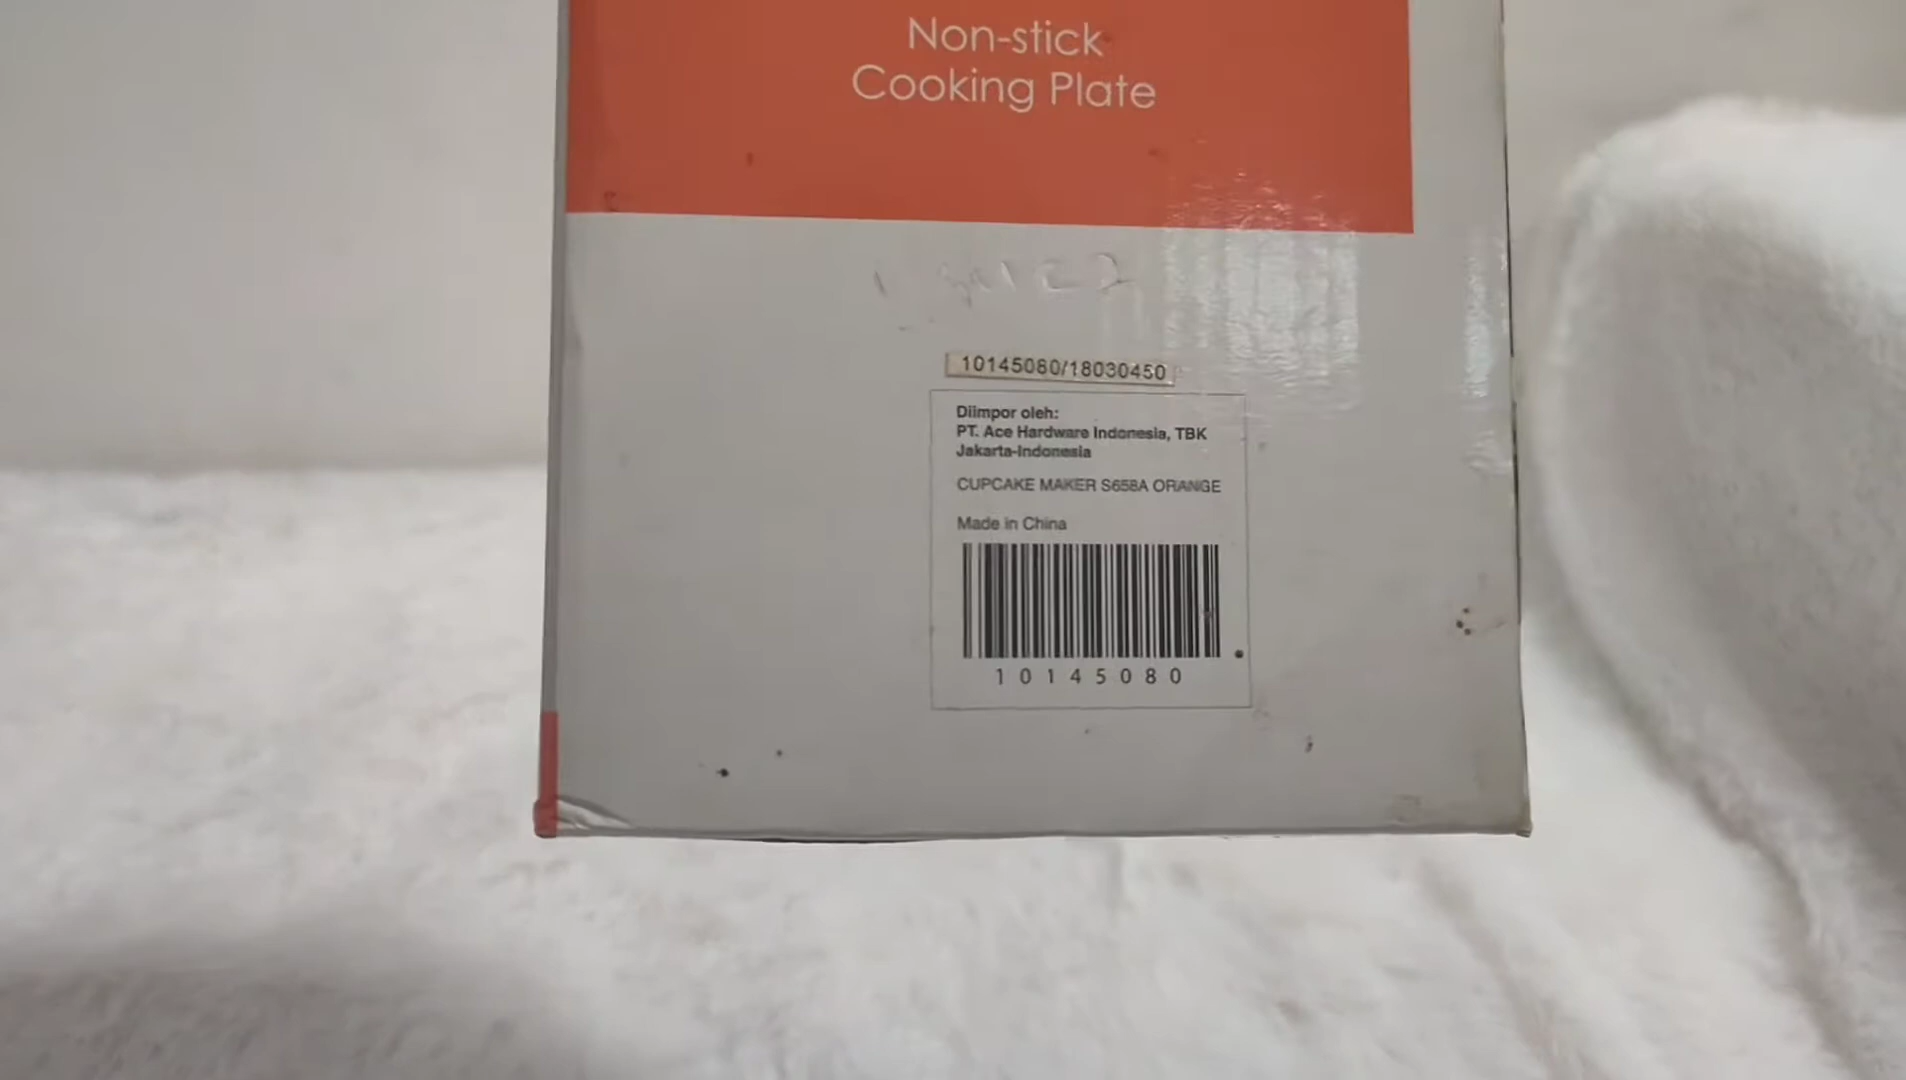 Non-stick
Cooking Plate
10145080/18030450
Diimpor oleh:
PT. Ace Hardware Indonesia, TBK
Jakarta-Indonesia
CUPCAKE MAKER S658A ORANGE
Made in China
10145080